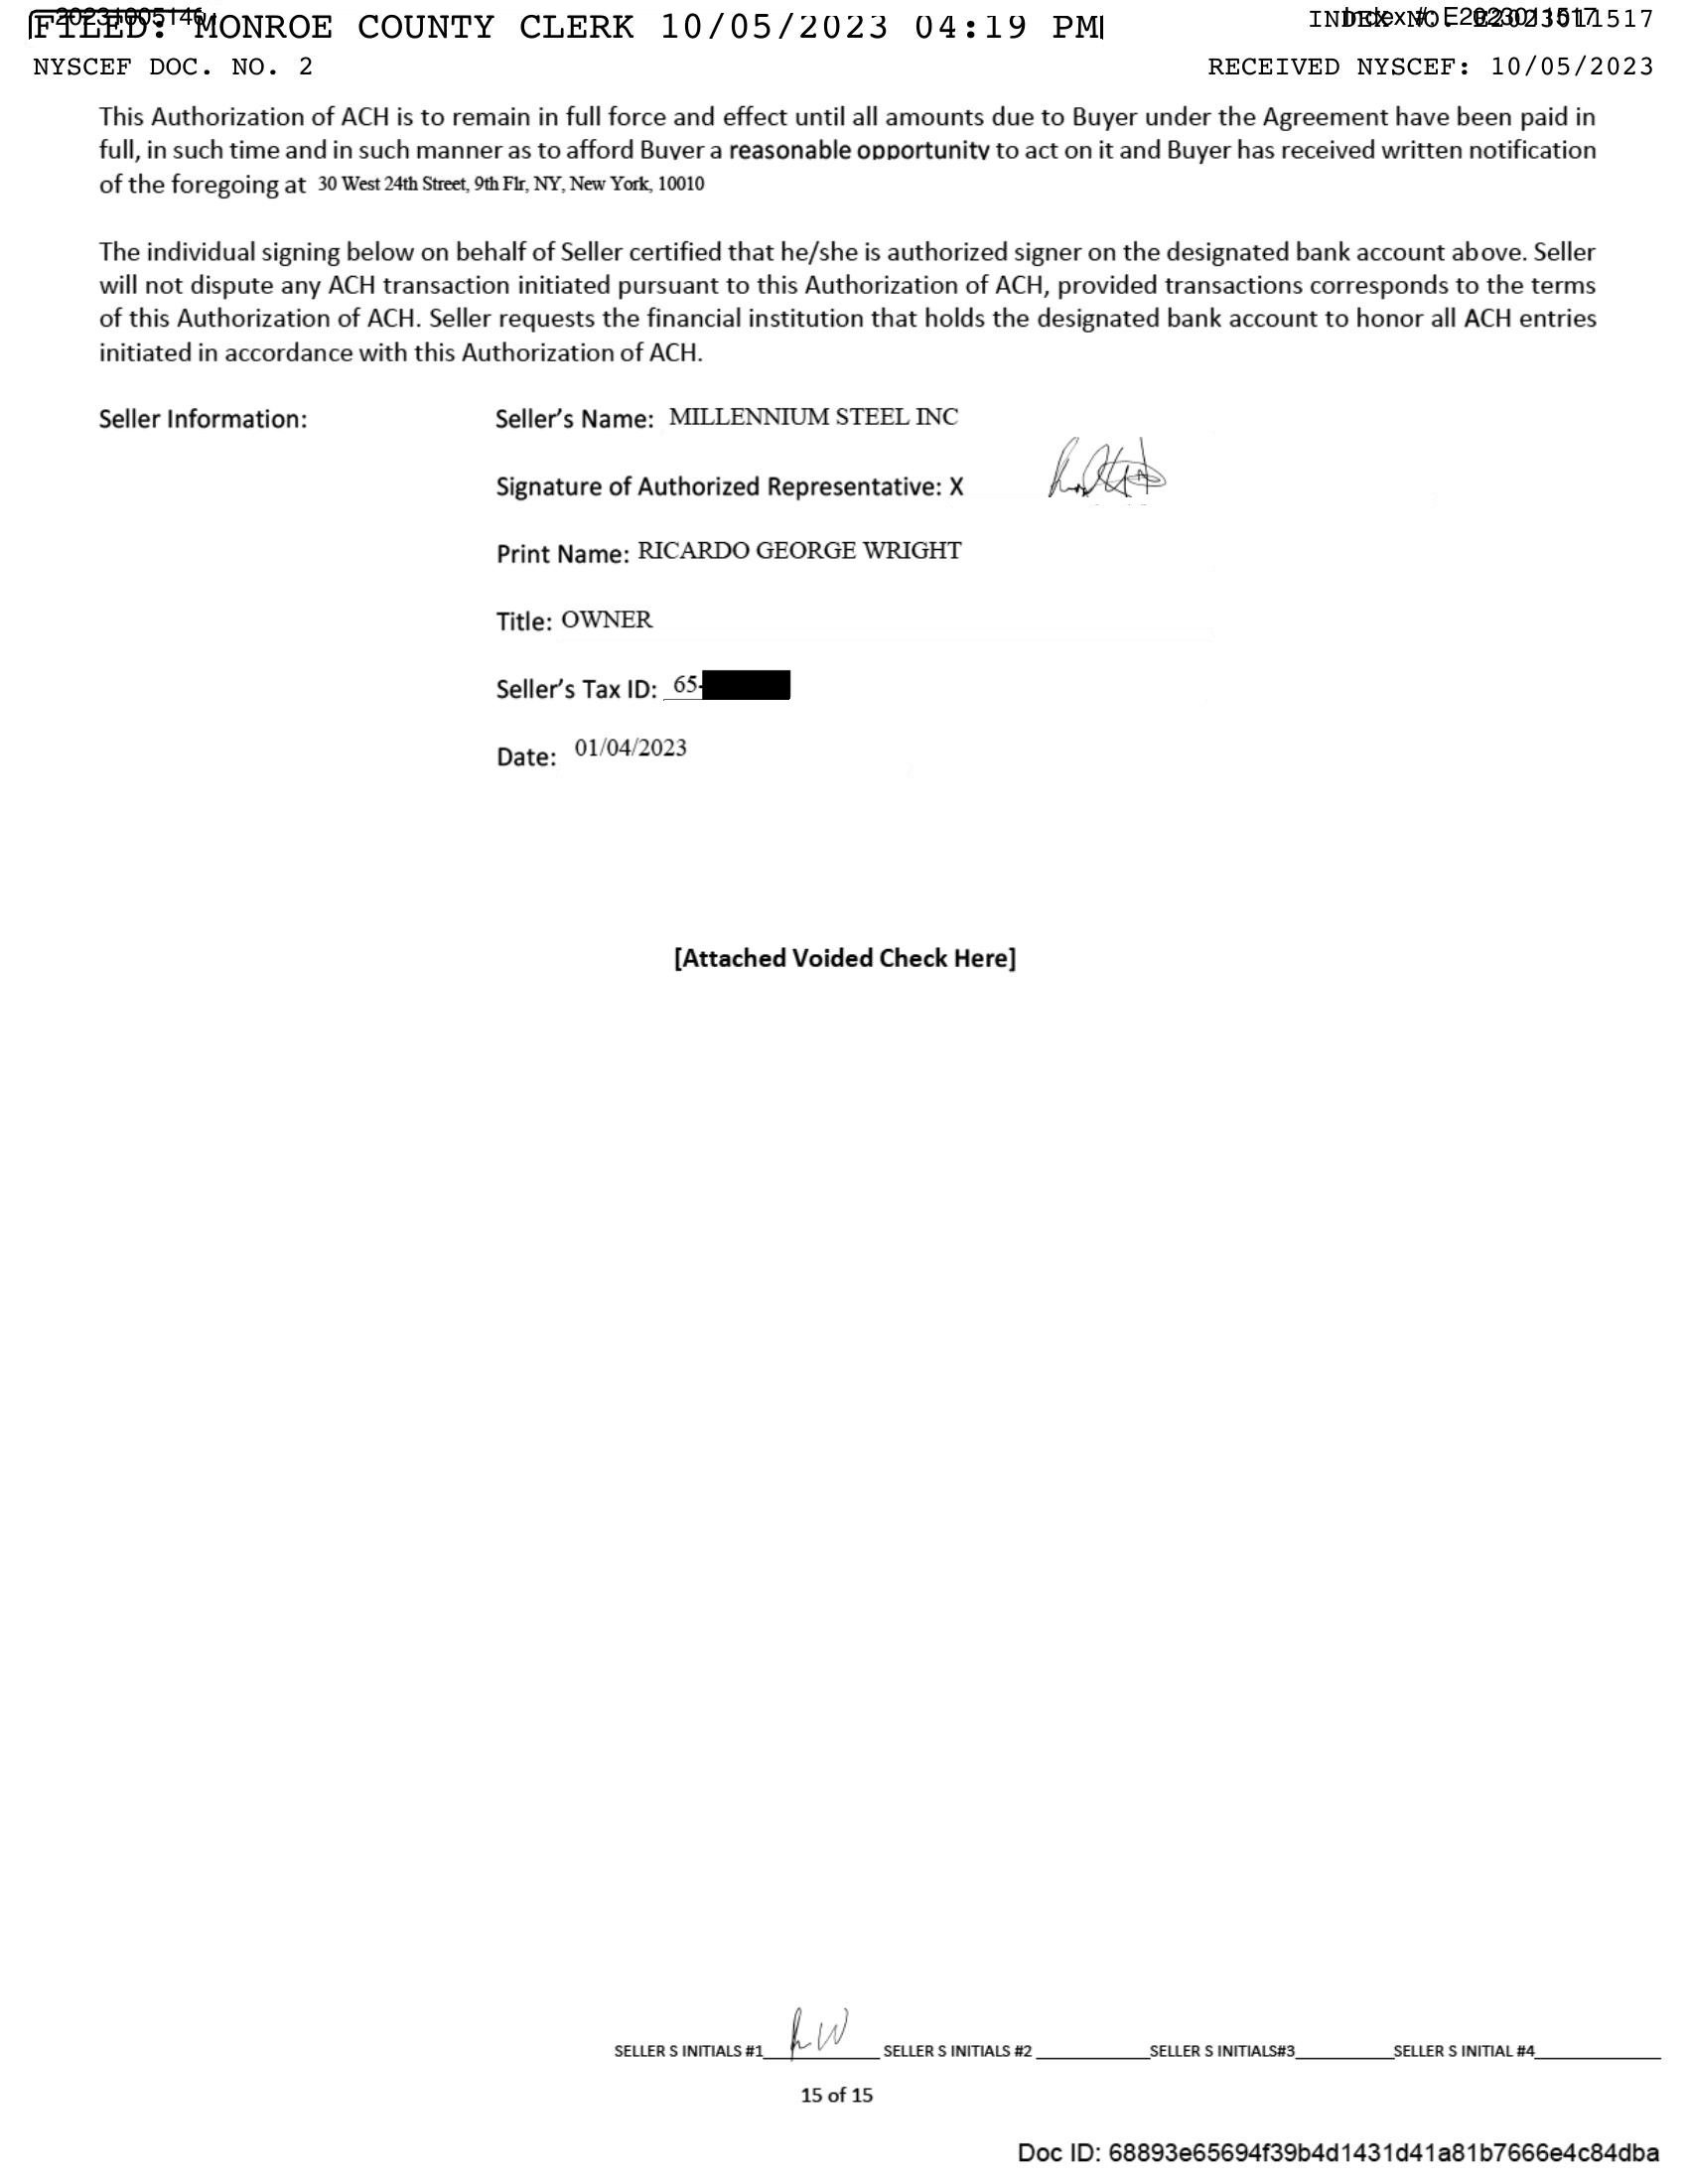 FILED: MONROE COUNTY CLERK 10/05/2023 04:19 PM
INDEX NO. E2023011517
Index #: E2023011517
NYSCEF DOC. NO. 2
RECEIVED NYSCEF: 10/05/2023
This Authorization of ACH is to remain in full force and effect until all amounts due to Buyer under the Agreement have been paid in
full, in such time and in such manner as to afford Buyer a reasonable opportunity to act on it and Buyer has received written notification
of the foregoing at 30 West 24th Street, 9th Flr, NY, New York, 10010
The individual signing below on behalf of Seller certified that he/she is authorized signer on the designated bank account above. Seller
will not dispute any ACH transaction initiated pursuant to this Authorization of ACH, provided transactions corresponds to the terms
of this Authorization of ACH. Seller requests the financial institution that holds the designated bank account to honor all ACH entries
initiated in accordance with this Authorization of ACH.
Seller Information:
Seller's Name: MILLENNIUM STEEL INC
Signature of Authorized Representative: X
Print Name: RICARDO GEORGE WRIGHT
Title: OWNER
Seller's Tax ID: 65-
Date: 01/04/2023
[Attached Voided Check Here]
SELLER S INITIALS #1 RW SELLER S INITIALS #2 SELLER S INITIALS#3 SELLER S INITIAL #4
15 of 15
Doc ID: 68893e65694f39b4d1431d41a81b7666e4c84dba